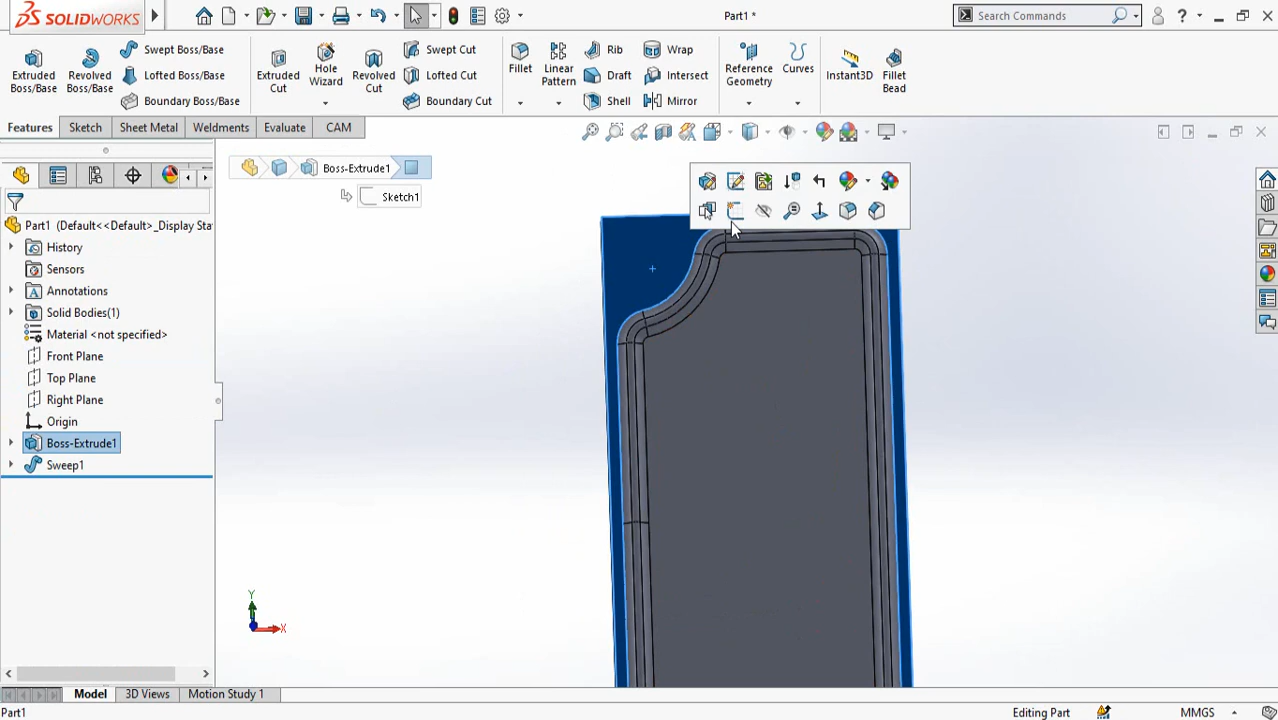 SOLIDWORKS
Part1 *
Search Commands
?
Extruded
Boss/Base
Revolved
Boss/Base
Swept Boss/Base
Lofted Boss/Base
Boundary Boss/Base
Extruded
Cut
Hole
Wizard
Revolved
Cut
Swept Cut
Lofted Cut
Boundary Cut
Fillet
Linear
Pattern
Rib
Draft
Shell
Wrap
Intersect
Mirror
Reference
Geometry
Curves
Instant3D
Fillet
Bead
Features
Sketch
Sheet Metal
Weldments
Evaluate
CAM
Boss-Extrude1
Sketch1
Part1 (Default<<Default>_Display Sta
History
Sensors
Annotations
Solid Bodies(1)
Material <not specified>
Front Plane
Top Plane
Right Plane
Origin
Boss-Extrude1
Sweep1
Y
X
Model
3D Views
Motion Study 1
Part1
Editing Part
MMGS